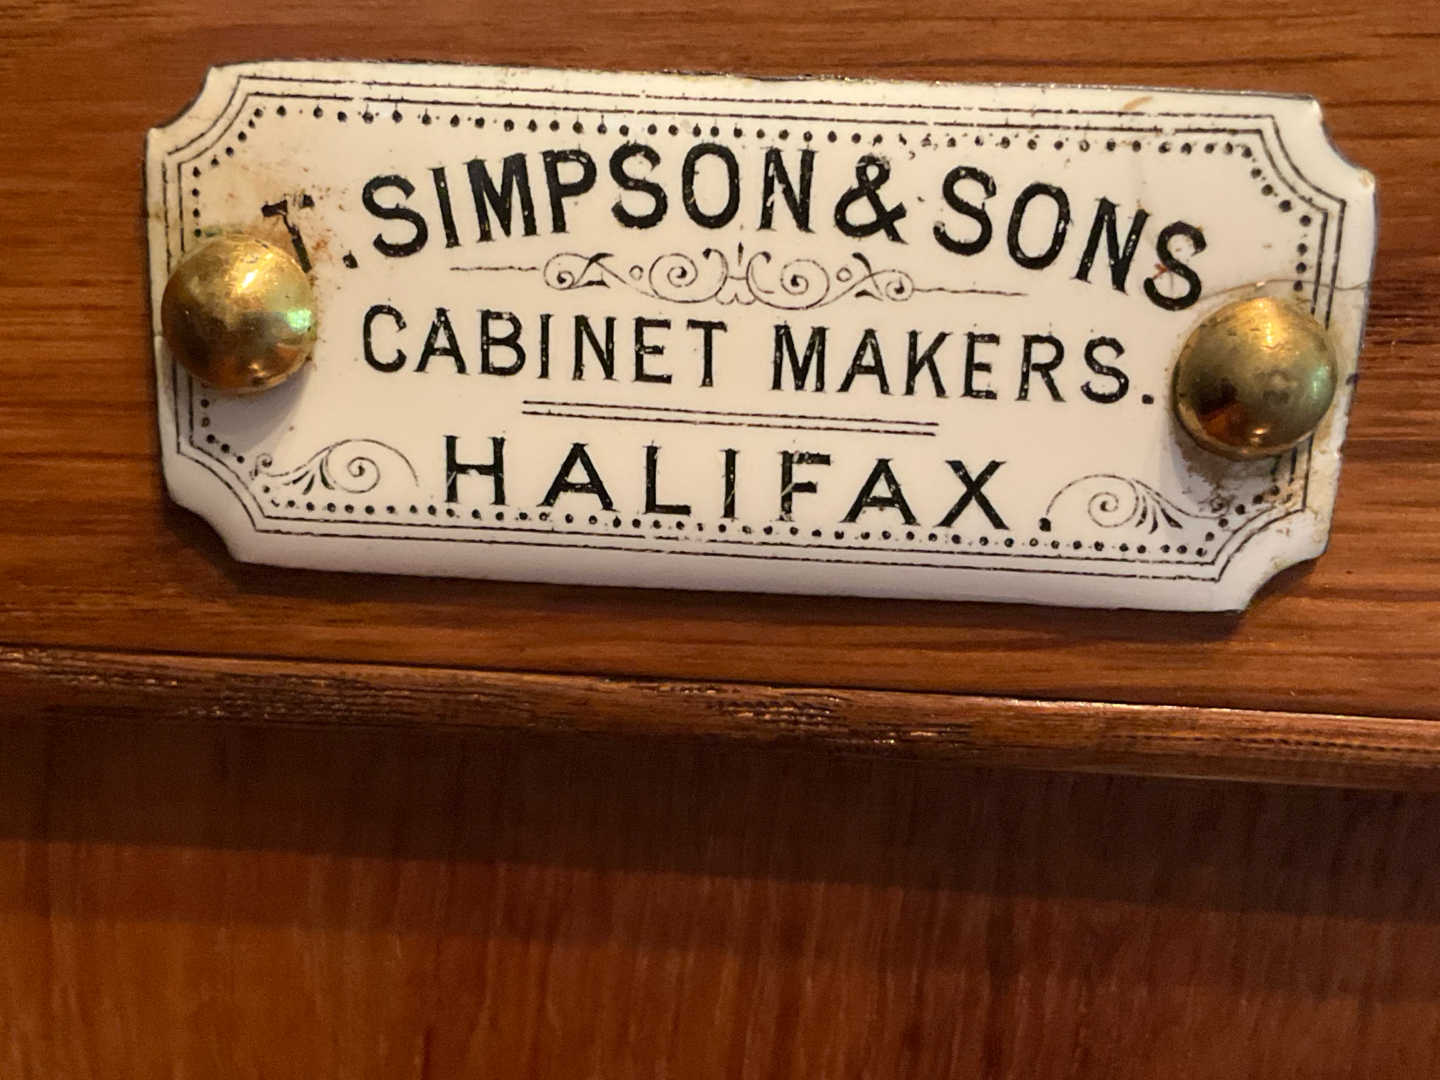 T. SIMPSON & SONS
CABINET MAKERS.
HALIFAX.